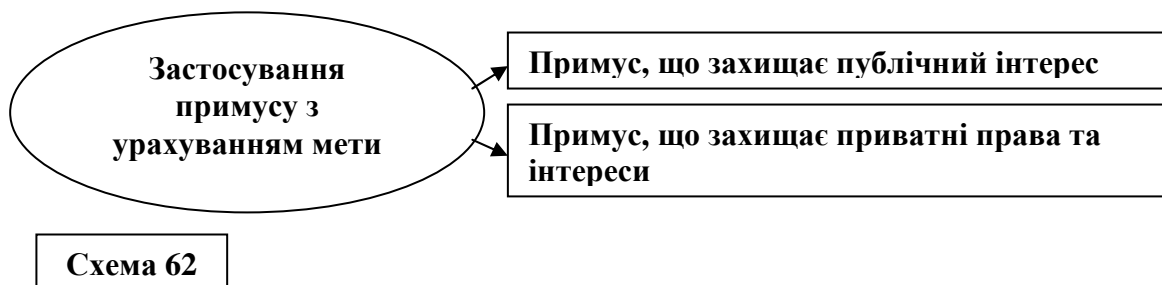 Застосування
примусу з
урахуванням мети
Примус, що захищає публічний інтерес
Примус, що захищає приватні права та
інтереси
Схема 62